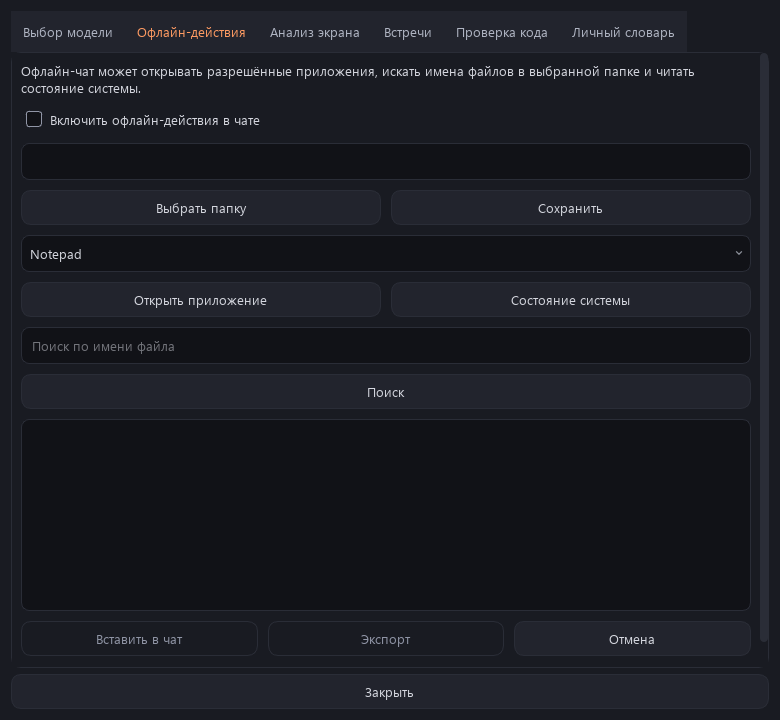 Выбор модели
Офлайн-действия
Анализ экрана
Встречи
Проверка кода
Личный словарь
Офлайн-чат может открывать разрешённые приложения, искать имена файлов в выбранной папке и читать
состояние системы.
Включить офлайн-действия в чате
Выбрать папку
Сохранить
Notepad
Открыть приложение
Состояние системы
Поиск по имени файла
Поиск
Вставить в чат
Экспорт
Отмена
Закрыть